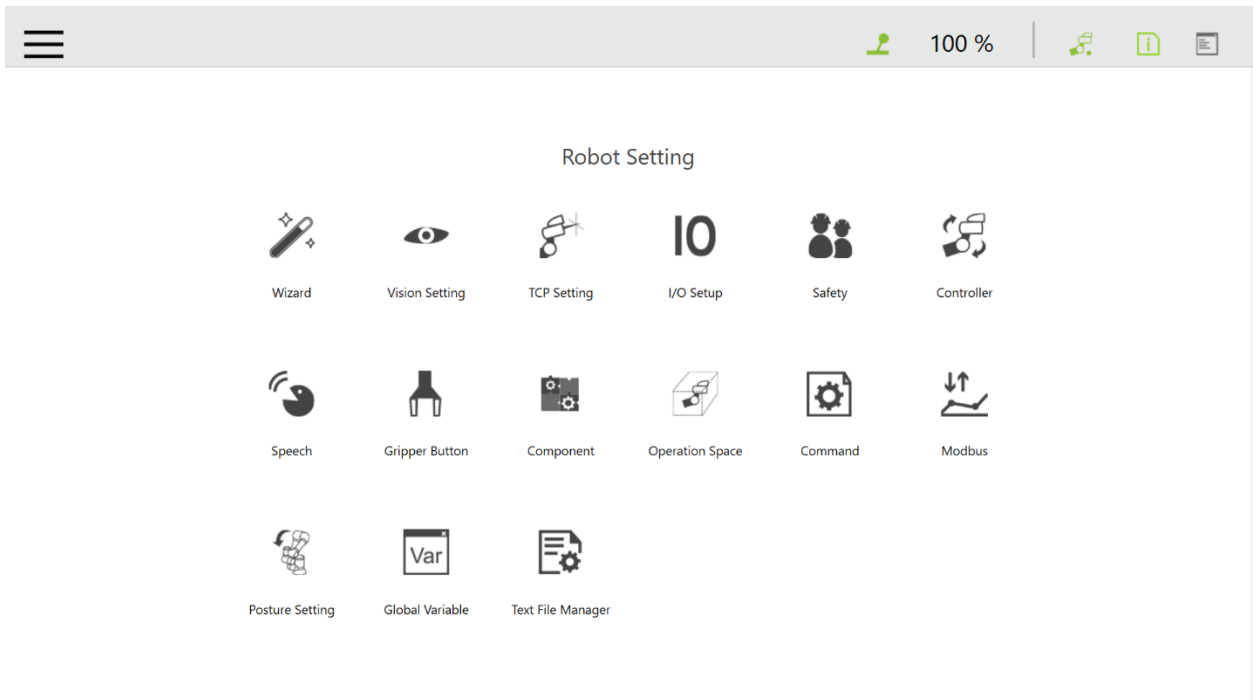 100 %
Robot Setting
IO
Wizard Vision Setting TCP Setting I/O Setup Safety Controller
Speech Gripper Button Component Operation Space Command Modbus
Var
Posture Setting Global Variable Text File Manager